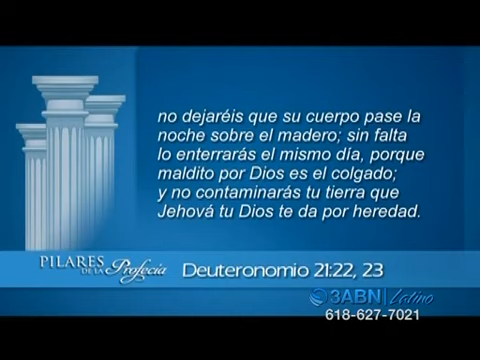 no dejaréis que su cuerpo pase la
noche sobre el madero; sin falta
lo enterrarás el mismo día, porque
maldito por Dios es el colgado;
y no contaminarás tu tierra que
Jehová tu Dios te da por heredad.
PILARES
DE LA Profecía
Deuteronomio 21:22, 23
3ABN Latino
618-627-7021